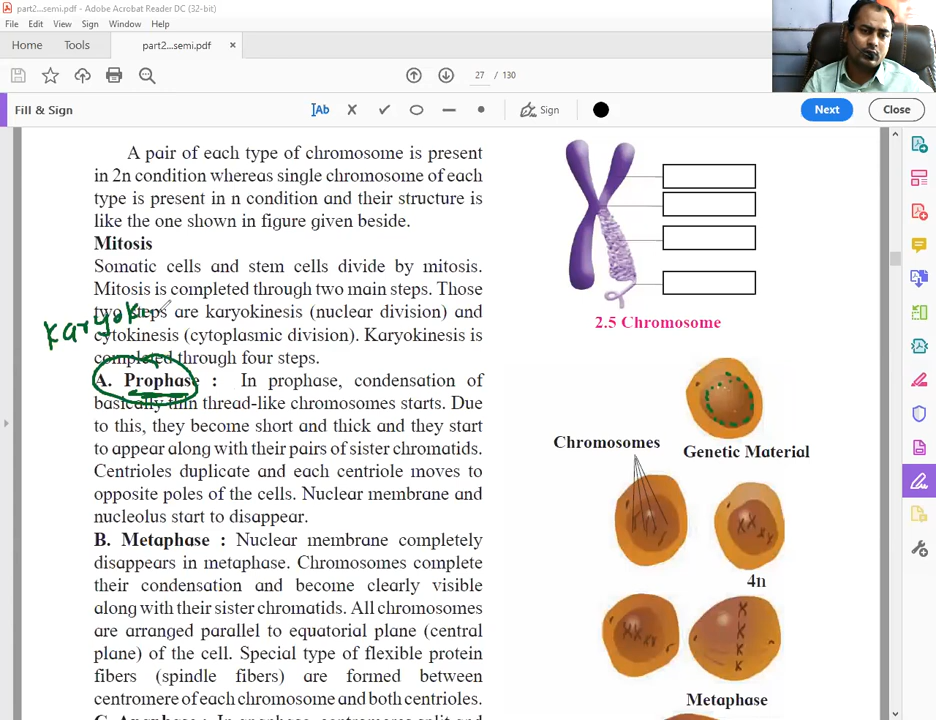 part2...semi.pdf - Adobe Acrobat Reader DC (32-bit)
File Edit View Sign Window Help
Home Tools part2...semi.pdf ×
27 / 130
Fill & Sign IAb Sign Next Close
A pair of each type of chromosome is present
in 2n condition whereas single chromosome of each
type is present in n condition and their structure is
like the one shown in figure given beside.
Mitosis
Somatic cells and stem cells divide by mitosis.
Mitosis is completed through two main steps. Those
two steps are karyokinesis (nuclear division) and
cytokinesis (cytoplasmic division). Karyokinesis is
completed through four steps.
Karyok
A. Prophase : In prophase, condensation of
basically thin thread-like chromosomes starts. Due
to this, they become short and thick and they start
to appear along with their pairs of sister chromatids.
Centrioles duplicate and each centriole moves to
opposite poles of the cells. Nuclear membrane and
nucleolus start to disappear.
B. Metaphase : Nuclear membrane completely
disappears in metaphase. Chromosomes complete
their condensation and become clearly visible
along with their sister chromatids. All chromosomes
are arranged parallel to equatorial plane (central
plane) of the cell. Special type of flexible protein
fibers (spindle fibers) are formed between
centromere of each chromosome and both centrioles.
C. Anaphase : In anaphase, centromeres split and
2.5 Chromosome
Chromosomes
Genetic Material
4n
Metaphase